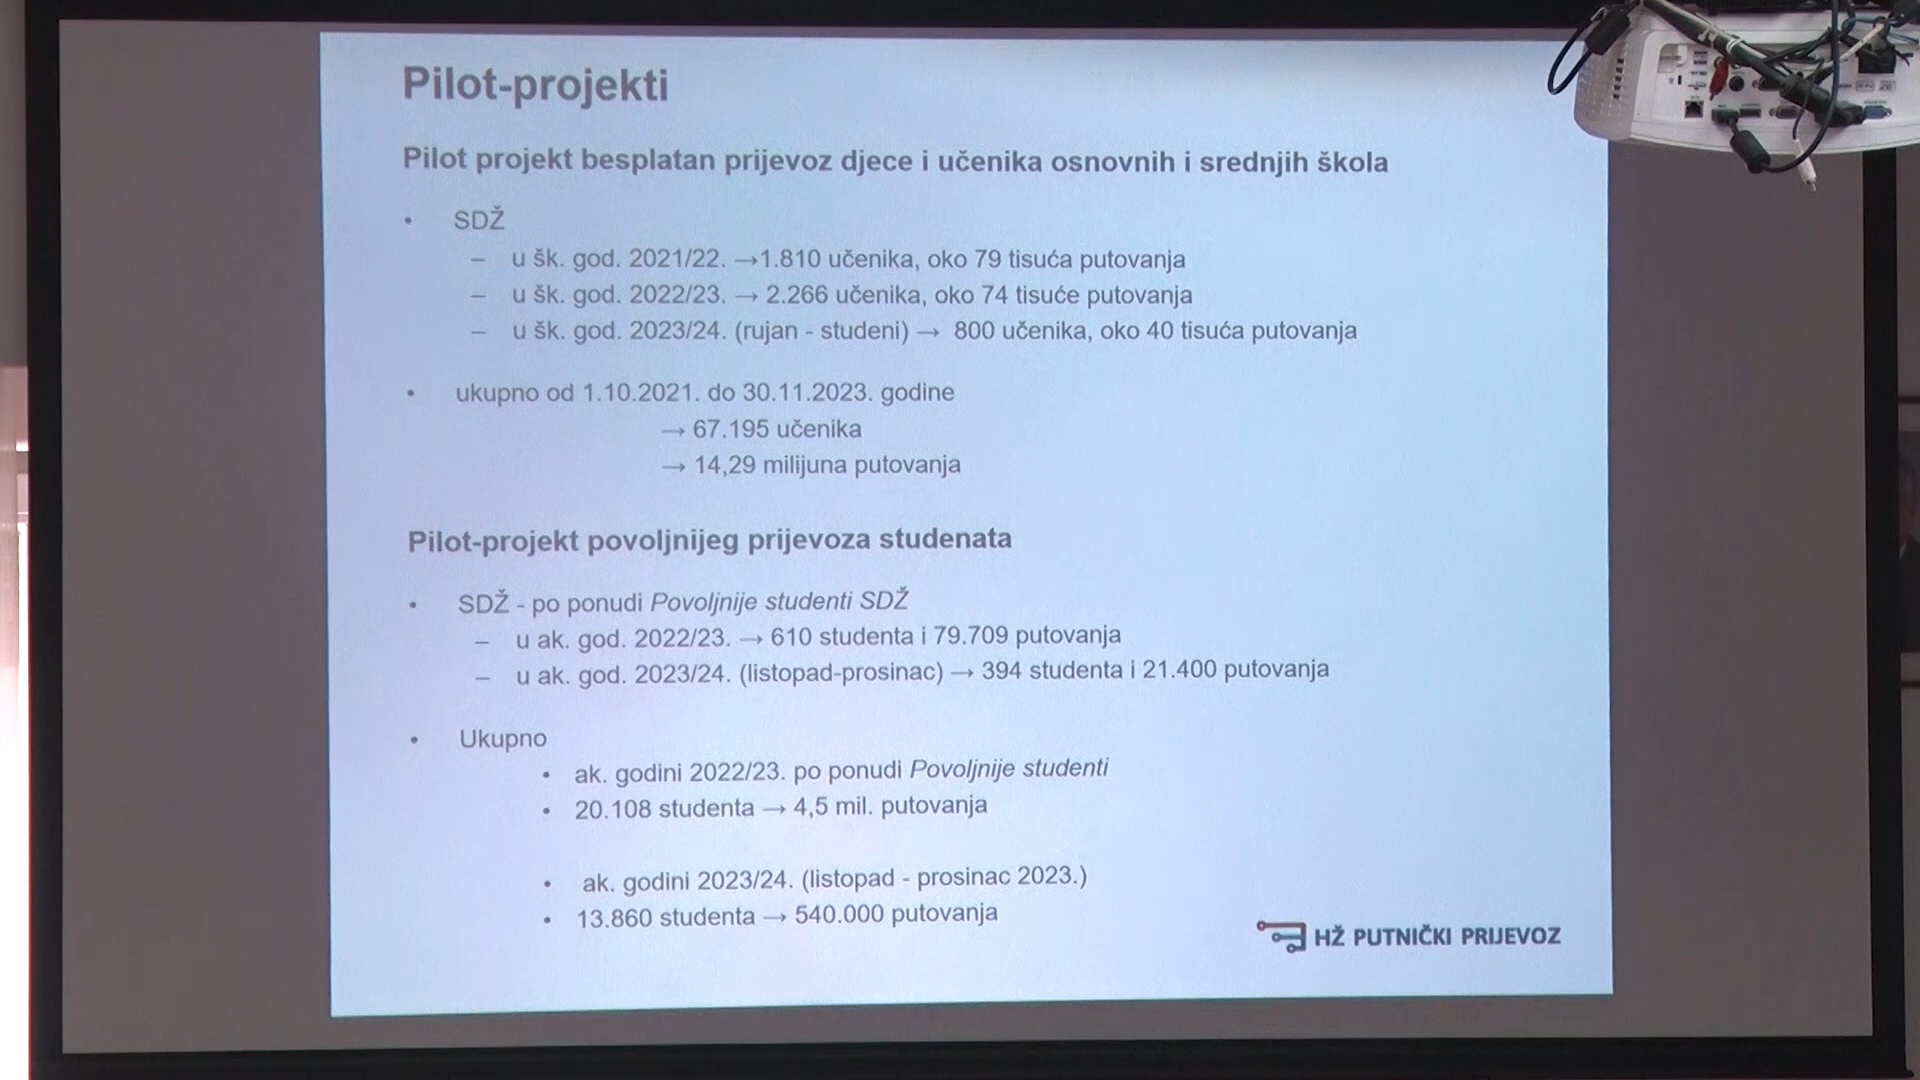 Pilot-projekti
Pilot projekt besplatan prijevoz djece i učenika osnovnih i srednjih škola
• SDŽ
– u šk. god. 2021/22. →1.810 učenika, oko 79 tisuća putovanja
– u šk. god. 2022/23. → 2.266 učenika, oko 74 tisuće putovanja
– u šk. god. 2023/24. (rujan - studeni) → 800 učenika, oko 40 tisuća putovanja
• ukupno od 1.10.2021. do 30.11.2023. godine
→ 67.195 učenika
→ 14,29 milijuna putovanja
Pilot-projekt povoljnijeg prijevoza studenata
• SDŽ - po ponudi Povoljnije studenti SDŽ
– u ak. god. 2022/23. → 610 studenta i 79.709 putovanja
– u ak. god. 2023/24. (listopad-prosinac) → 394 studenta i 21.400 putovanja
• Ukupno
• ak. godini 2022/23. po ponudi Povoljnije studenti
• 20.108 studenta → 4,5 mil. putovanja
• ak. godini 2023/24. (listopad - prosinac 2023.)
• 13.860 studenta → 540.000 putovanja
HŽ PUTNIČKI PRIJEVOZ